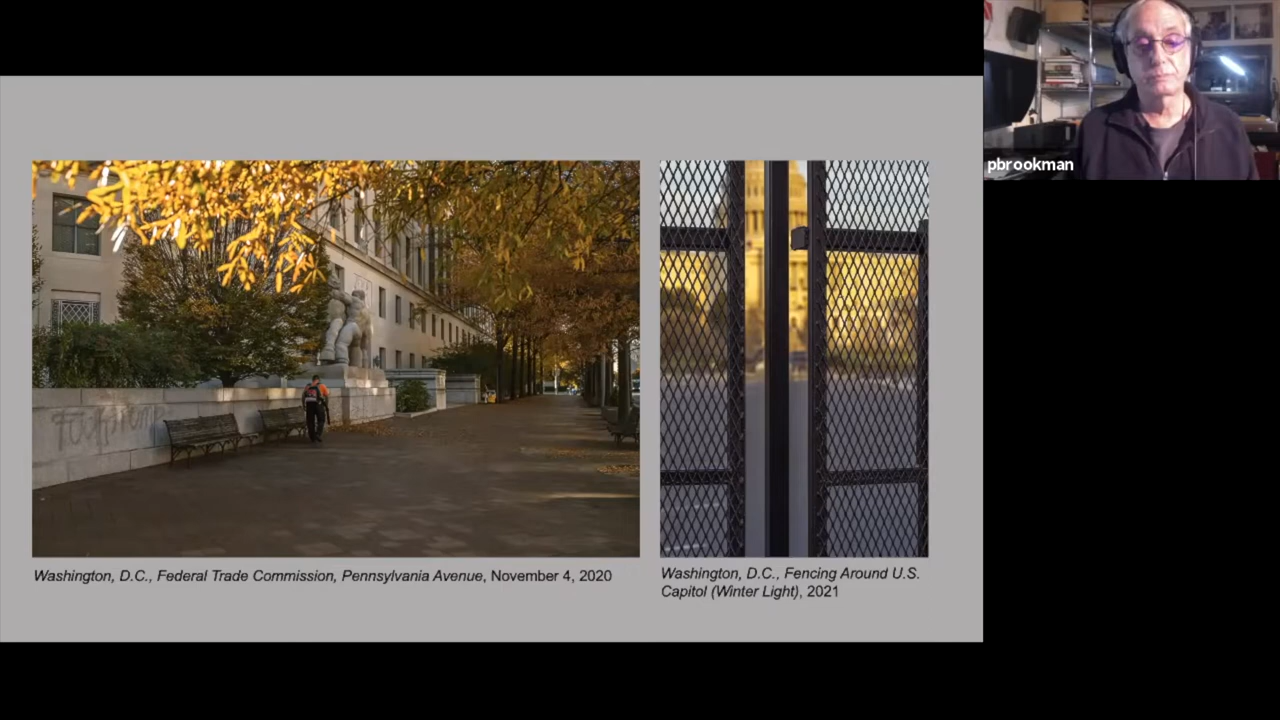 pbrookman
Washington, D.C., Federal Trade Commission, Pennsylvania Avenue, November 4, 2020
Washington, D.C., Fencing Around U.S.
Capitol (Winter Light), 2021